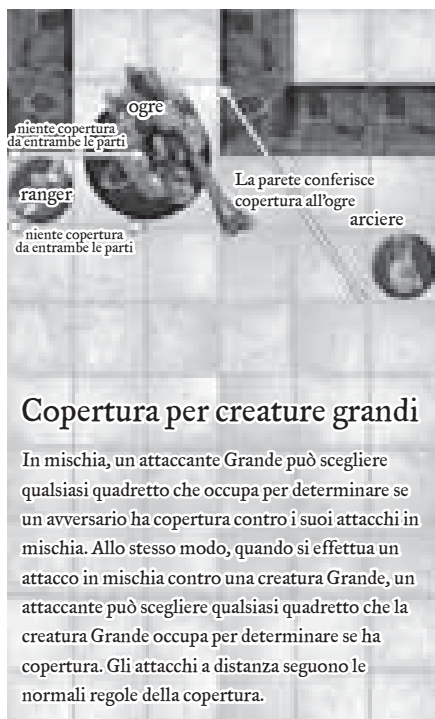 ogre
niente copertura
da entrambe le parti
ranger
niente copertura
da entrambe le parti
La parete conferisce
copertura all'ogre
arciere
Copertura per creature grandi
In mischia, un attaccante Grande può scegliere
qualsiasi quadretto che occupa per determinare se
un avversario ha copertura contro i suoi attacchi in
mischia. Allo stesso modo, quando si effettua un
attacco in mischia contro una creatura Grande, un
attaccante può scegliere qualsiasi quadretto che la
creatura Grande occupa per determinare se ha
copertura. Gli attacchi a distanza seguono le
normali regole della copertura.